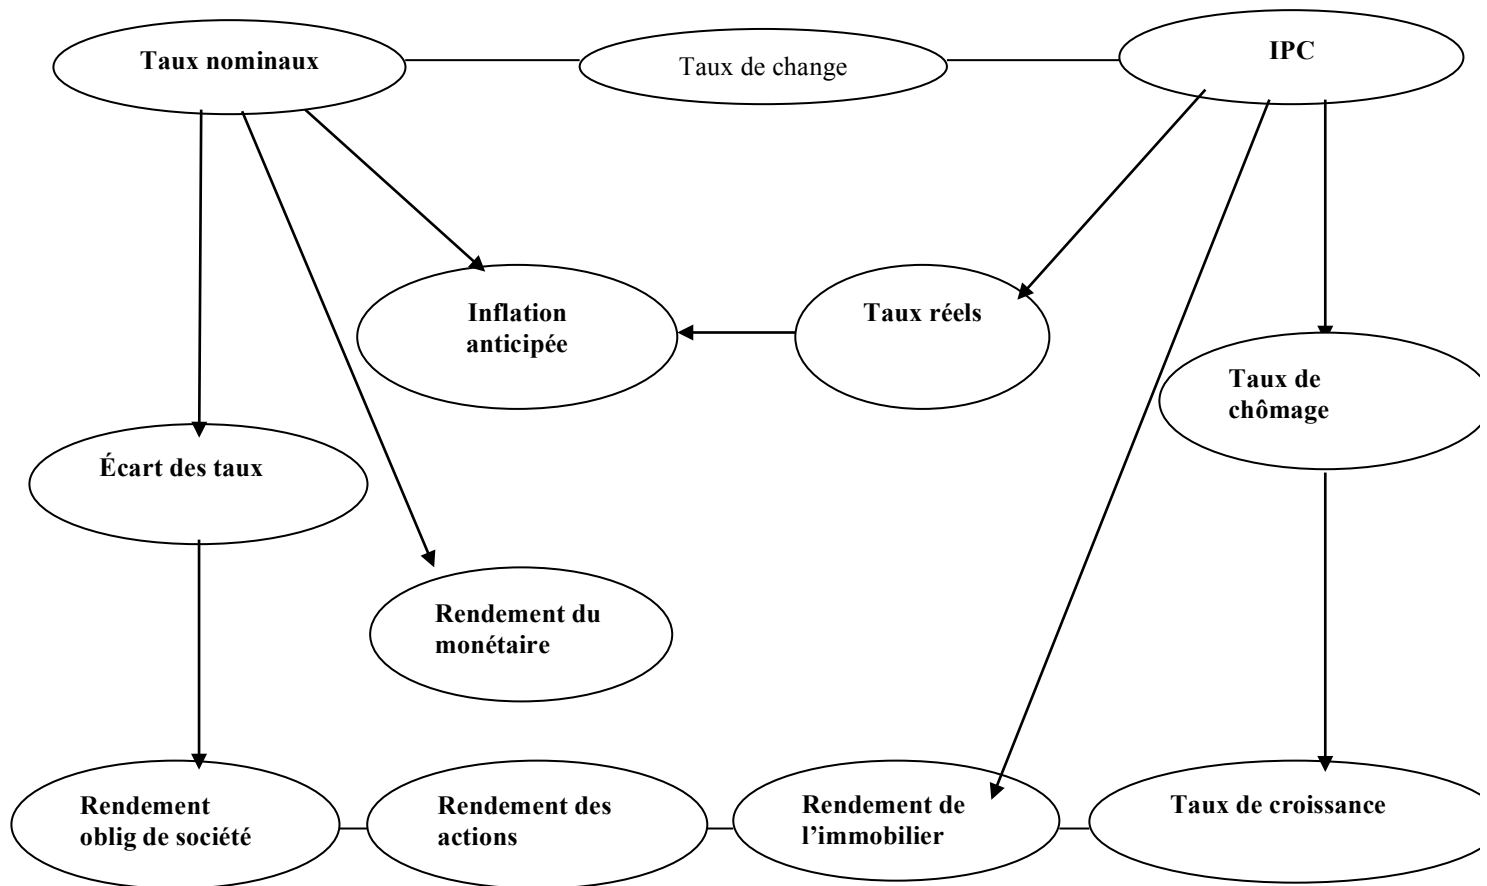 Taux nominaux
Taux de change
IPC
Inflation
anticipée
Taux réels
Taux de
chômage
Écart des taux
Rendement du
monétaire
Rendement
oblig de société
Rendement des
actions
Rendement de
l’immobilier
Taux de croissance